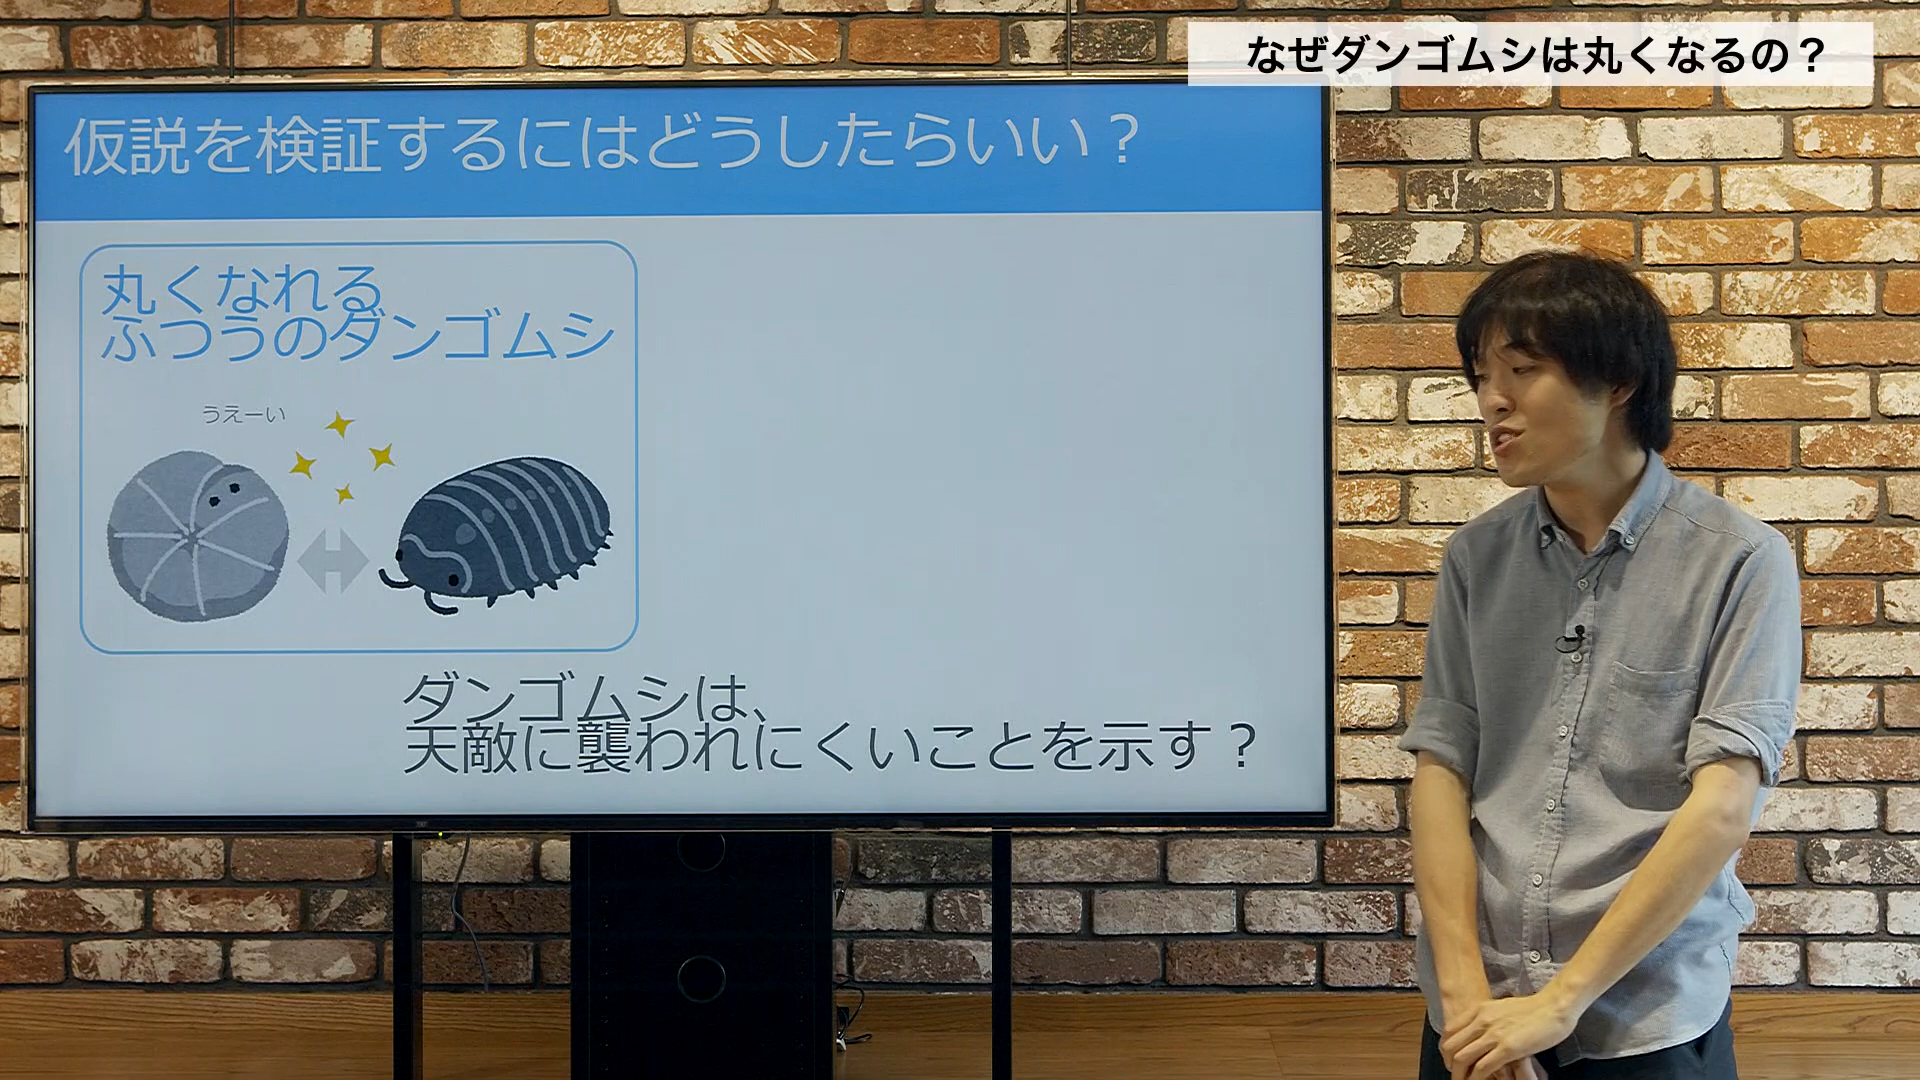 なぜダンゴムシは丸くなるの？
仮説を検証するにはどうしたらいい？
丸くなれる
ふつうのダンゴムシ
うえーい
ダンゴムシは、
天敵に襲われにくいことを示す？